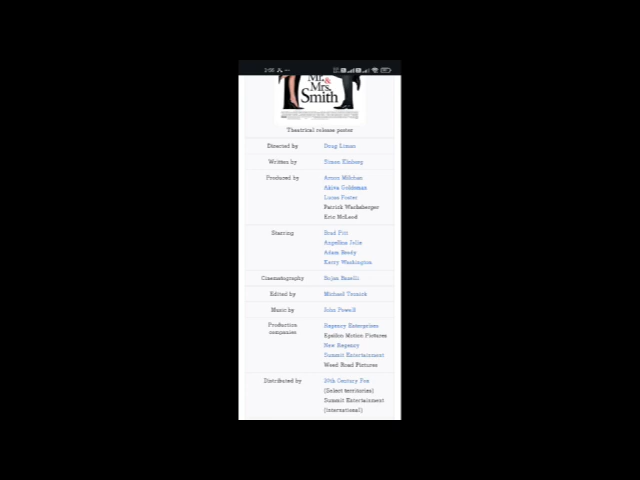 Mr.
&
Mrs.
Smith
Theatrical release poster
Directed by Doug Liman
Written by Simon Kinberg
Produced by Arnon Milchan
Akiva Goldsman
Lucas Foster
Patrick Wachsberger
Eric McLeod
Starring Brad Pitt
Angelina Jolie
Adam Brody
Kerry Washington
Cinematography Bojan Bazelli
Edited by Michael Tronick
Music by John Powell
Production companies Regency Enterprises
Epsilon Motion Pictures
New Regency
Summit Entertainment
Weed Road Pictures
Distributed by 20th Century Fox
(Select territories)
Summit Entertainment
(International)